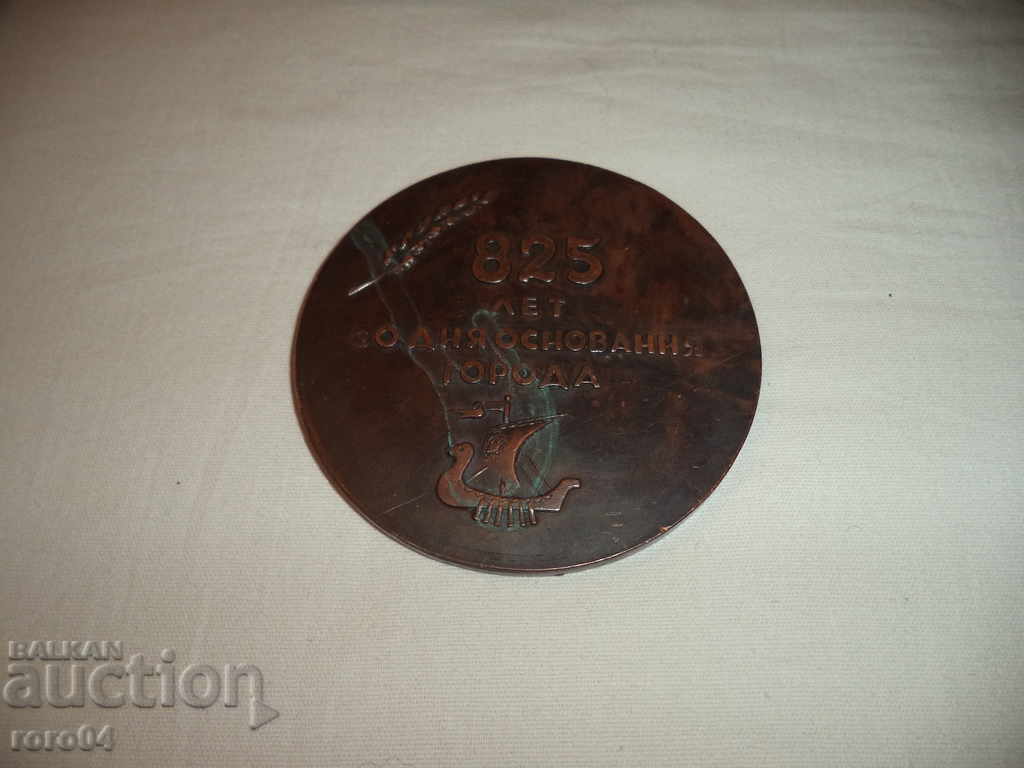 825
ЛЕТ
СО ДНЯ ОСНОВАНИЯ
ГОРОДА
BALKAN
auction
roro04